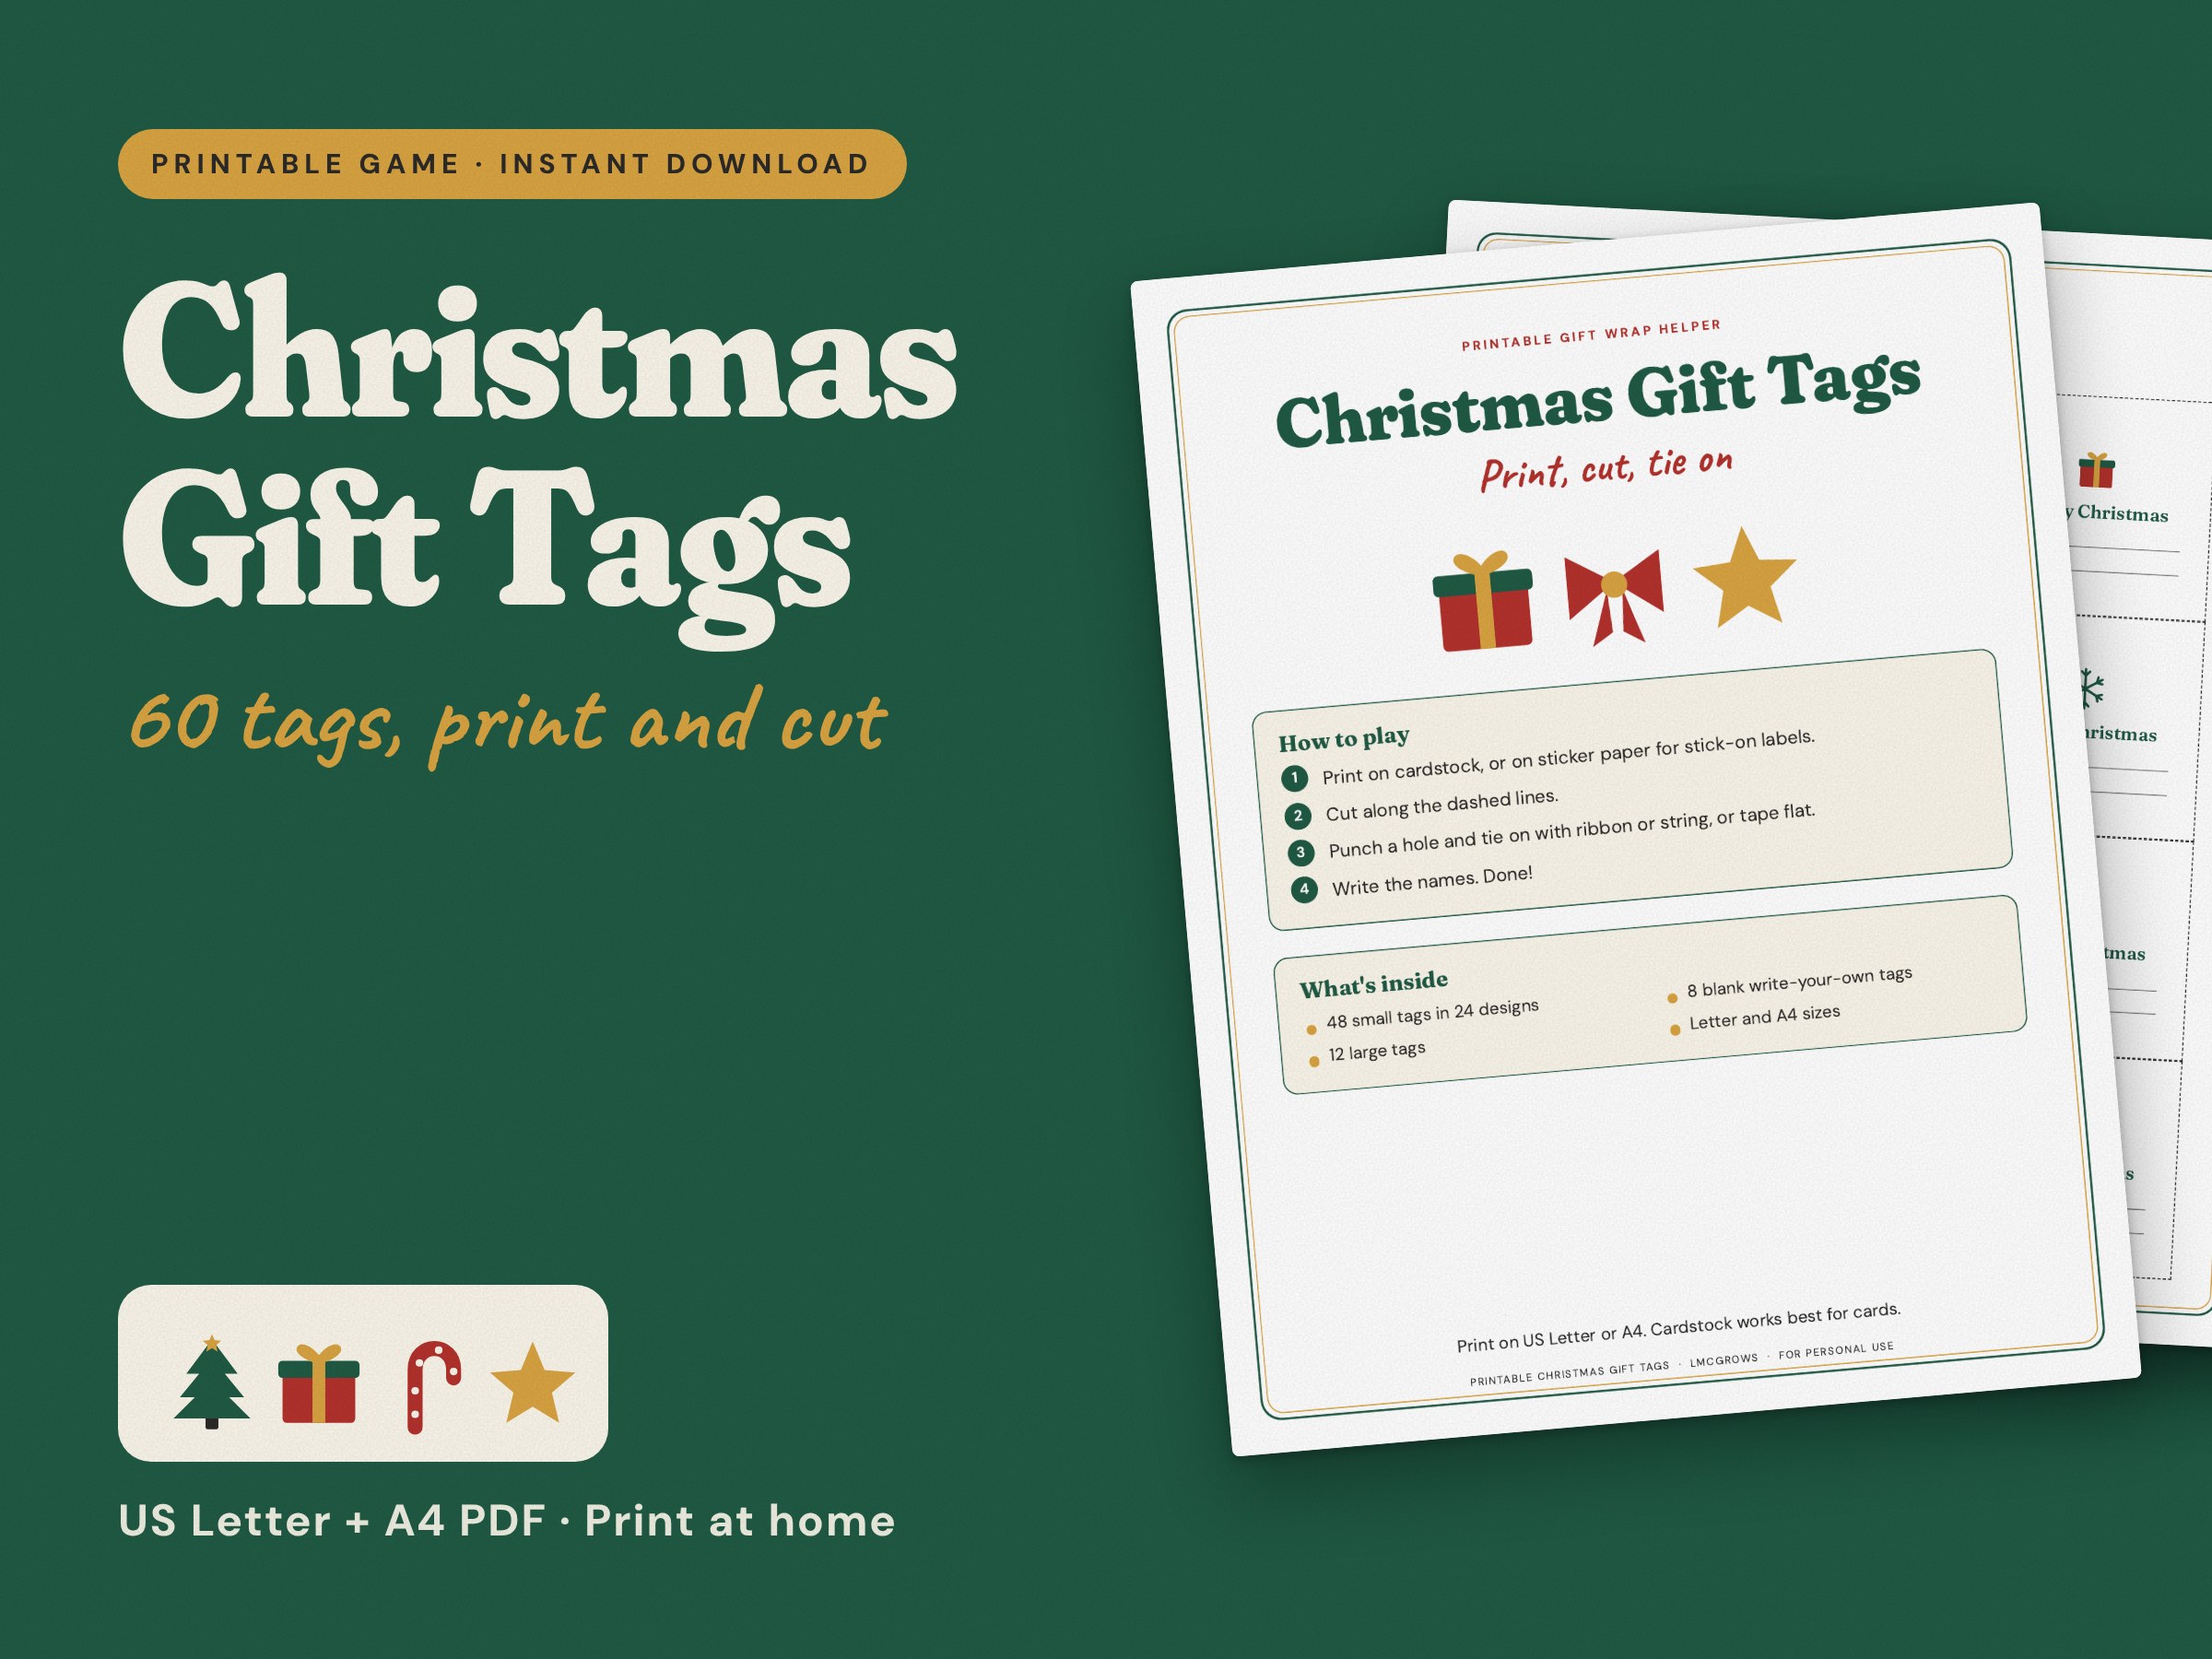 PRINTABLE GAME · INSTANT DOWNLOAD
Christmas
Gift Tags
60 tags, print and cut
US Letter + A4 PDF · Print at home
PRINTABLE GIFT WRAP HELPER
Christmas Gift Tags
Print, cut, tie on
How to play
1 Print on cardstock, or on sticker paper for stick-on labels.
2 Cut along the dashed lines.
3 Punch a hole and tie on with ribbon or string, or tape flat.
4 Write the names. Done!
What's inside
48 small tags in 24 designs
12 large tags
8 blank write-your-own tags
Letter and A4 sizes
Print on US Letter or A4. Cardstock works best for cards.
PRINTABLE CHRISTMAS GIFT TAGS · LMCGROWS · FOR PERSONAL USE
y Christmas
hristmas
tmas
s